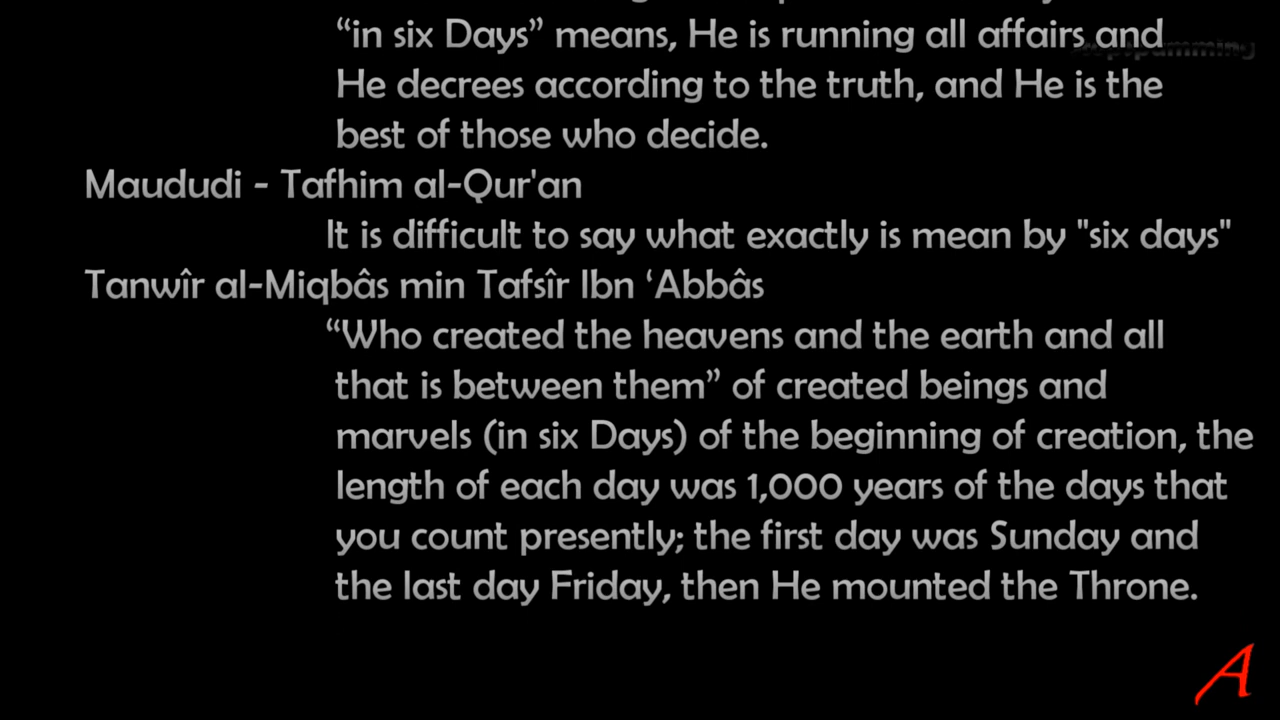 “in six Days” means, He is running all affairs and
He decrees according to the truth, and He is the
best of those who decide.
Maududi - Tafhim al-Qur'an
It is difficult to say what exactly is mean by "six days"
Tanwîr al-Miqbâs min Tafsîr Ibn ‘Abbâs
“Who created the heavens and the earth and all
that is between them” of created beings and
marvels (in six Days) of the beginning of creation, the
length of each day was 1,000 years of the days that
you count presently; the first day was Sunday and
the last day Friday, then He mounted the Throne.
A